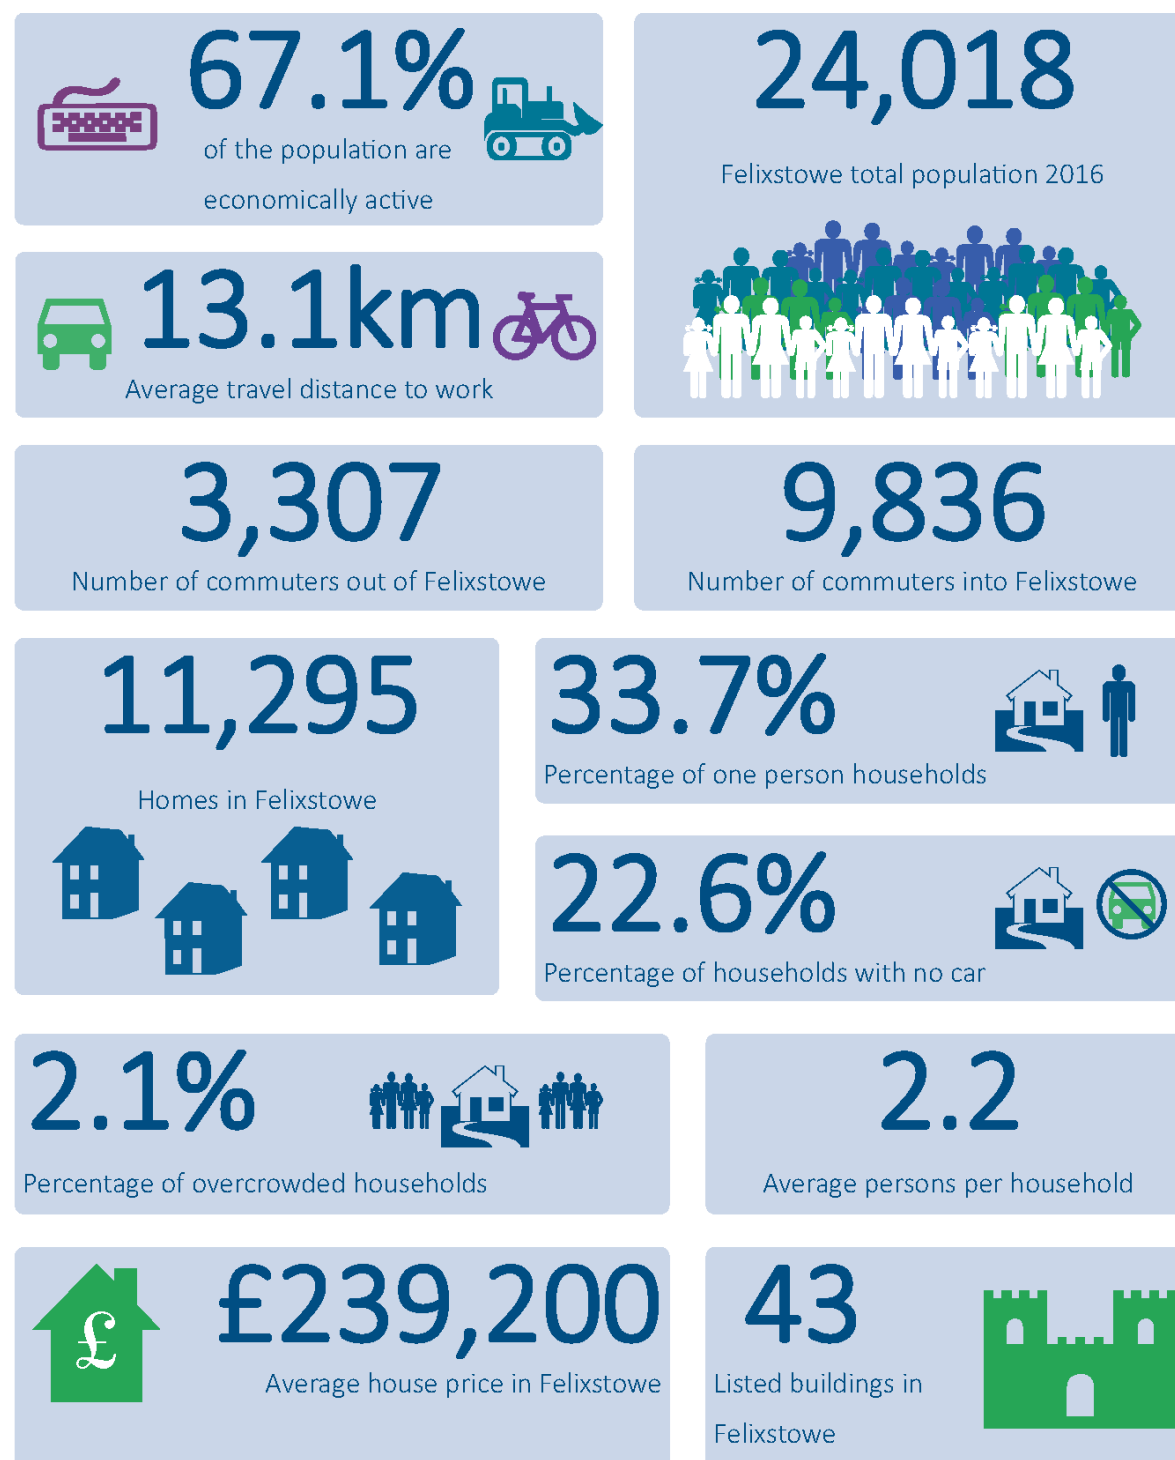 67.1%
of the population are
economically active
24,018
Felixstowe total population 2016
13.1km
Average travel distance to work
3,307
Number of commuters out of Felixstowe
9,836
Number of commuters into Felixstowe
11,295
Homes in Felixstowe
33.7%
Percentage of one person households
22.6%
Percentage of households with no car
2.1%
Percentage of overcrowded households
2.2
Average persons per household
£
£239,200
Average house price in Felixstowe
43
Listed buildings in
Felixstowe